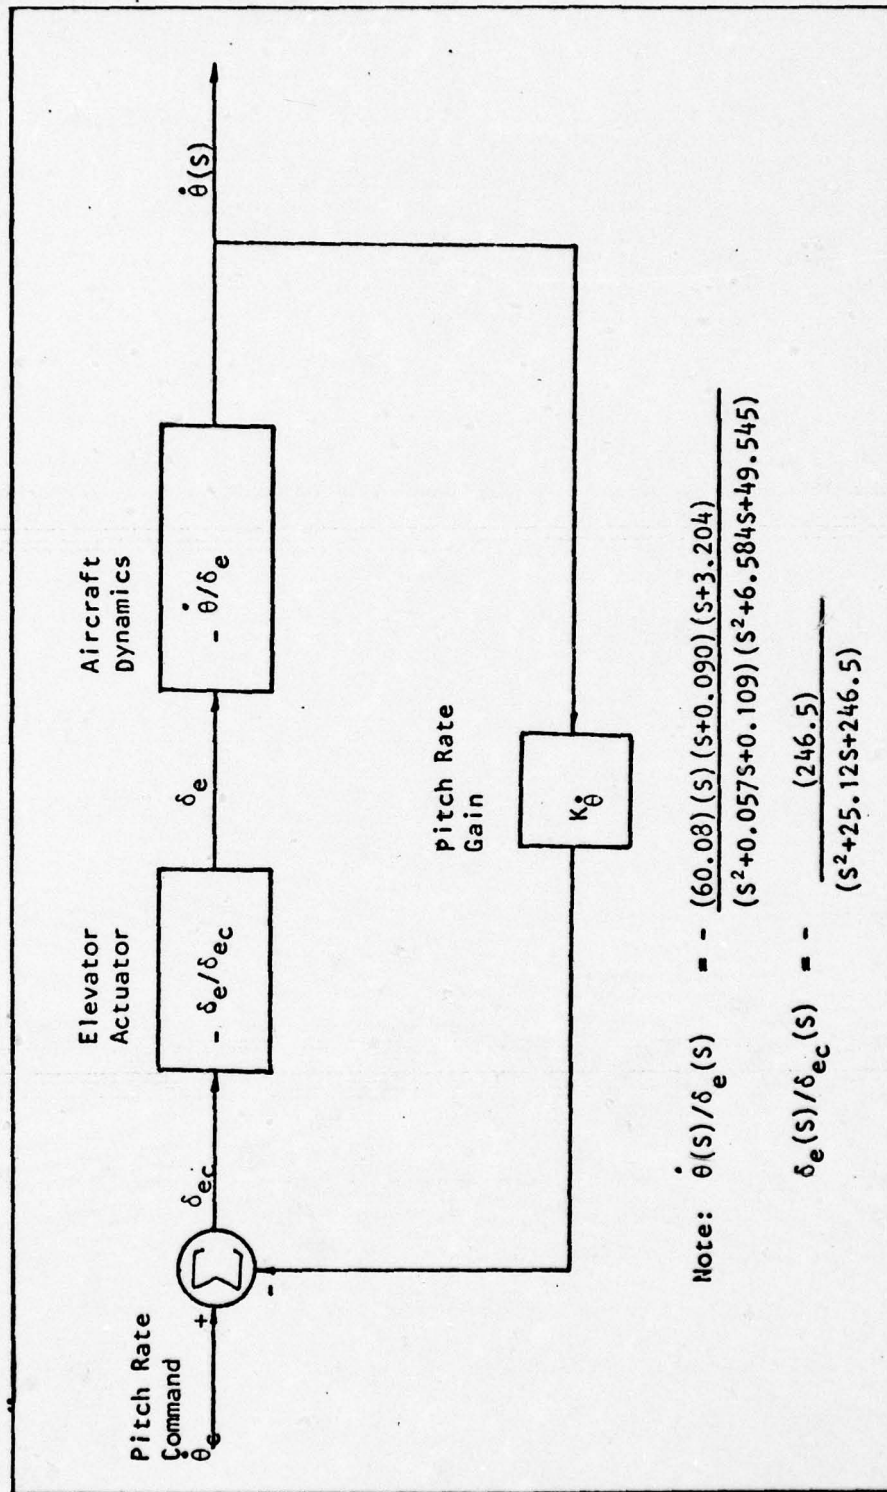 Pitch Rate
Command
θ̇c
+
-
Σ
δec
Elevator
Actuator
- δe/δec
δe
Aircraft
Dynamics
- θ̇/δe
θ̇(S)
Pitch Rate
Gain
Kθ̇
Note: θ̇(S)/δe(S) = - (60.08)(S)(S+0.090)(S+3.204)
(S²+0.057S+0.109)(S²+6.584S+49.545)
δe(S)/δec(S) = - (246.5)
(S²+25.12S+246.5)